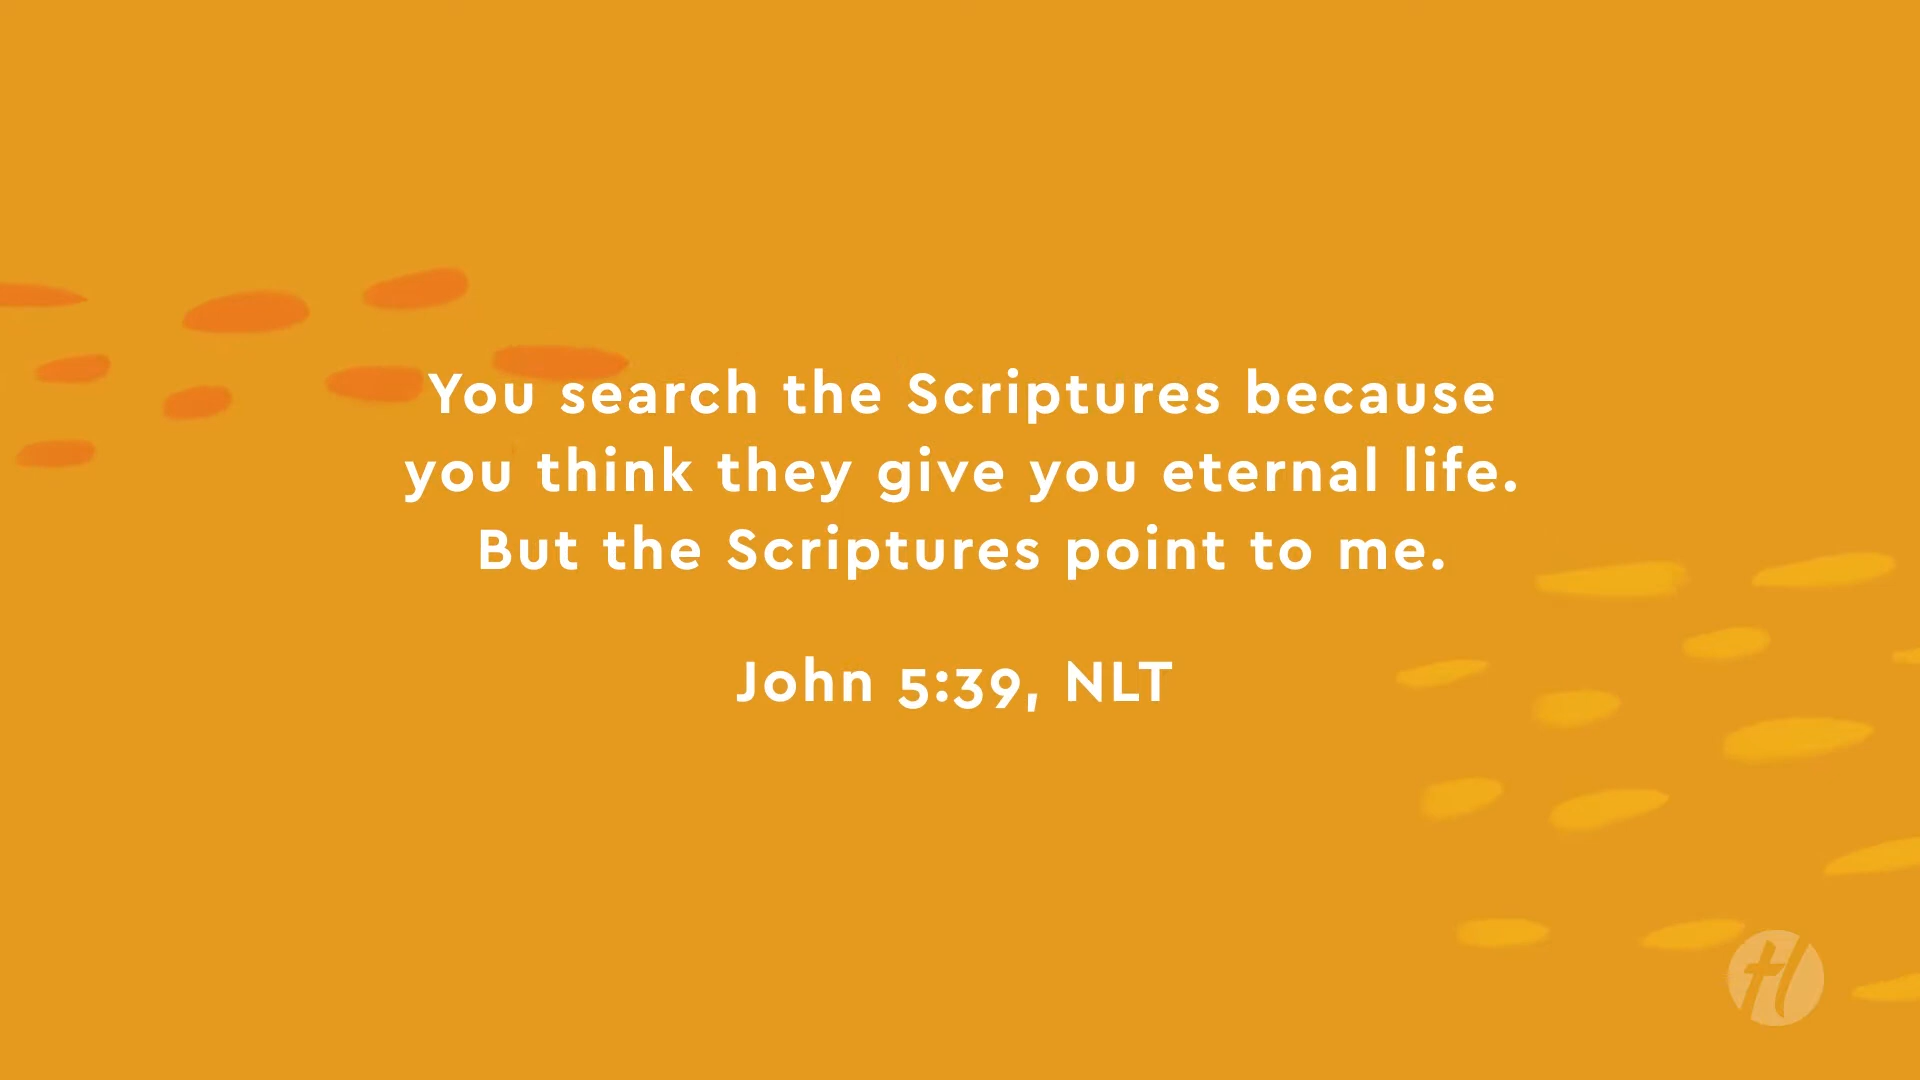 You search the Scriptures because
you think they give you eternal life.
But the Scriptures point to me.
John 5:39, NLT